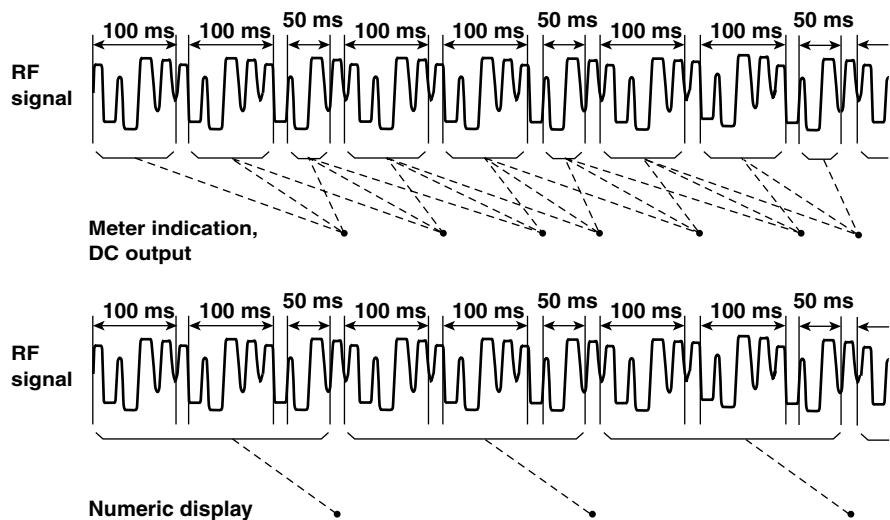 50 ms 50 ms 50 ms
100 ms 100 ms 100 ms 100 ms 100 ms 100 ms
RF
signal
Meter indication,
DC output
50 ms 50 ms 50 ms
100 ms 100 ms 100 ms 100 ms 100 ms 100 ms
RF
signal
Numeric display